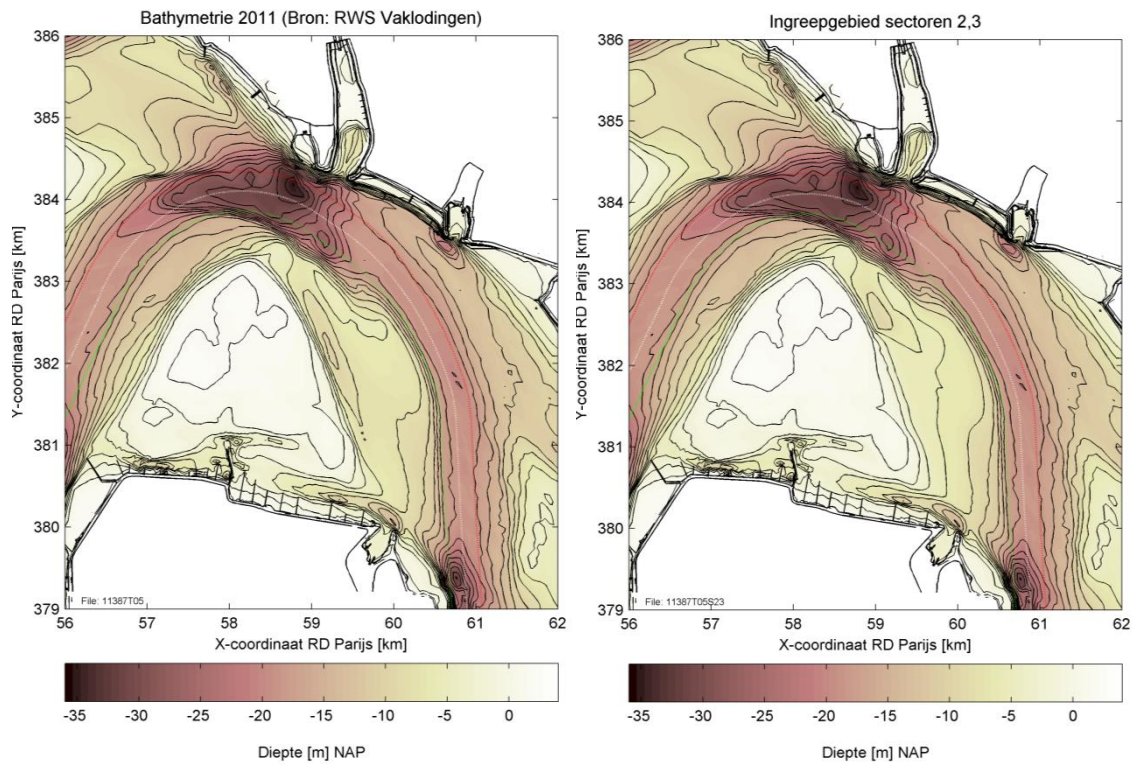 Bathymetrie 2011 (Bron: RWS Vaklodingen)
386
385
384
383
382
381
380
379
Y-coordinaat RD Parijs [km]
File: 11387T05
56 57 58 59 60 61 62
X-coordinaat RD Parijs [km]
-35 -30 -25 -20 -15 -10 -5 0
Diepte [m] NAP
Ingreepgebied sectoren 2,3
386
385
384
383
382
381
380
379
Y-coordinaat RD Parijs [km]
File: 11387T05S23
56 57 58 59 60 61 62
X-coordinaat RD Parijs [km]
-35 -30 -25 -20 -15 -10 -5 0
Diepte [m] NAP